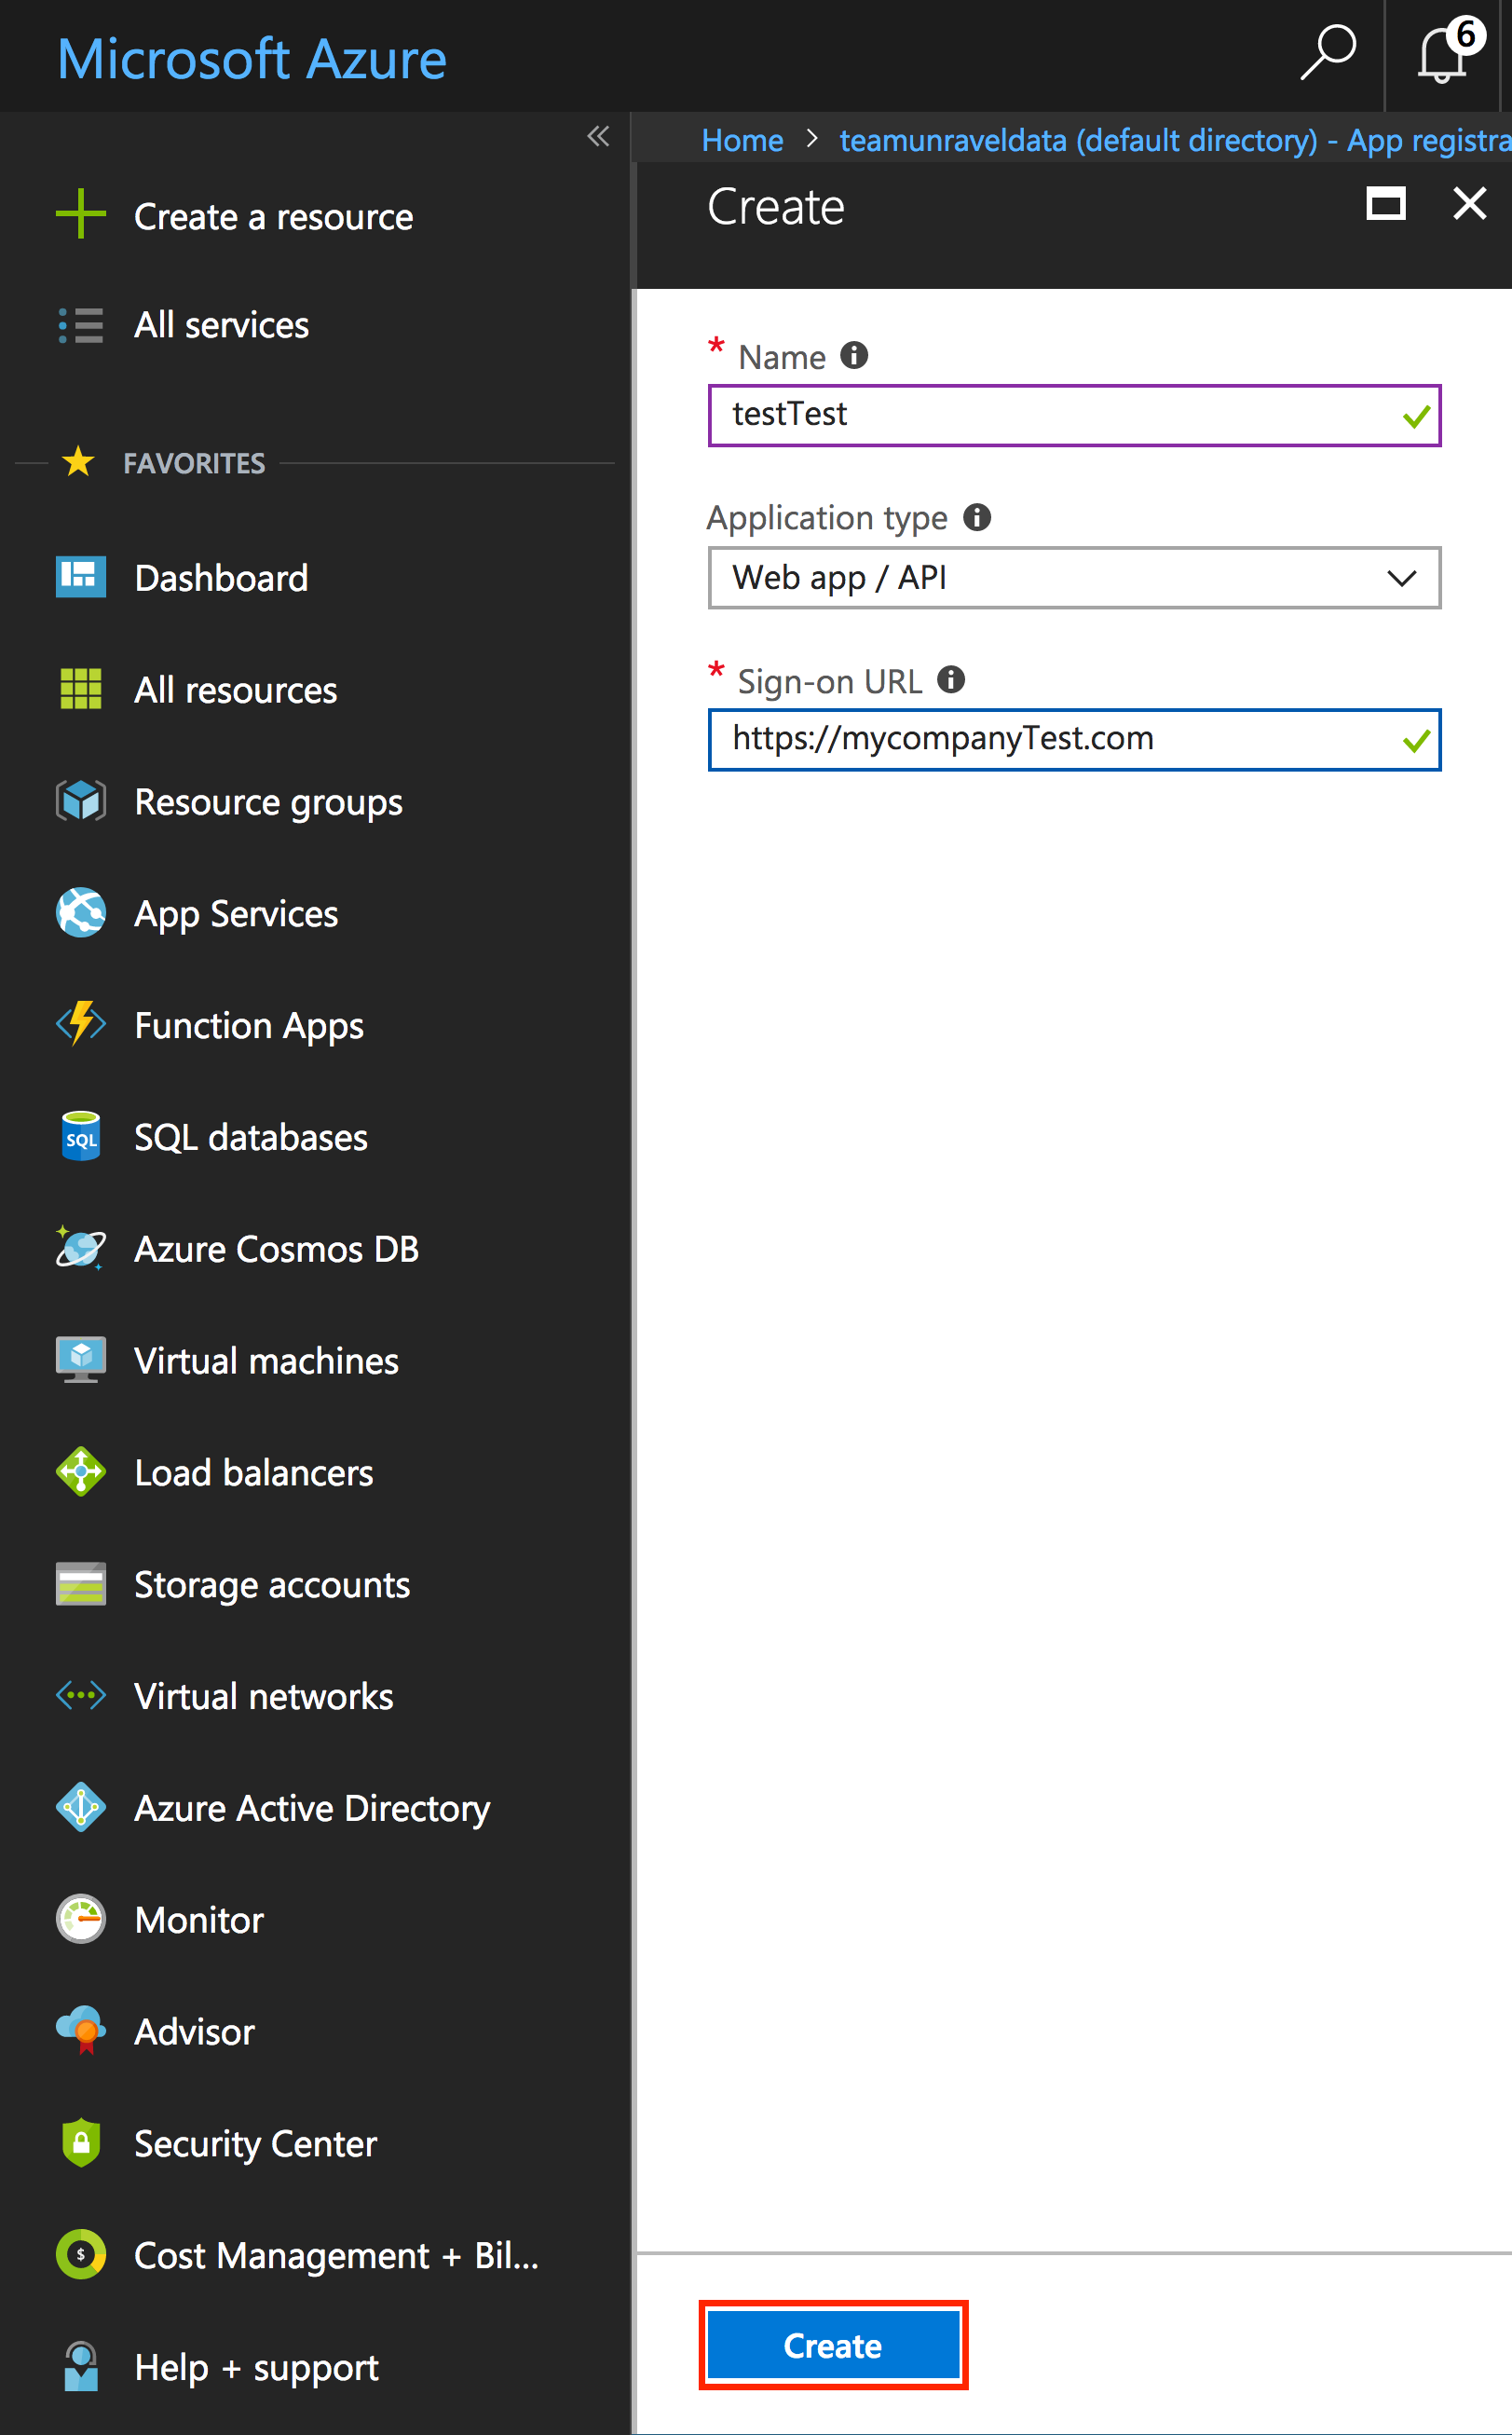 Microsoft Azure
6
Home > teamunraveldata (default directory) - App registra
Create
Create a resource
All services
FAVORITES
Dashboard
All resources
Resource groups
App Services
Function Apps
SQL
SQL databases
Azure Cosmos DB
Virtual machines
Load balancers
Storage accounts
Virtual networks
Azure Active Directory
Monitor
Advisor
Security Center
$
Cost Management + Bil...
Help + support
* Name
testTest
Application type
Web app / API
* Sign-on URL
https://mycompanyTest.com
Create